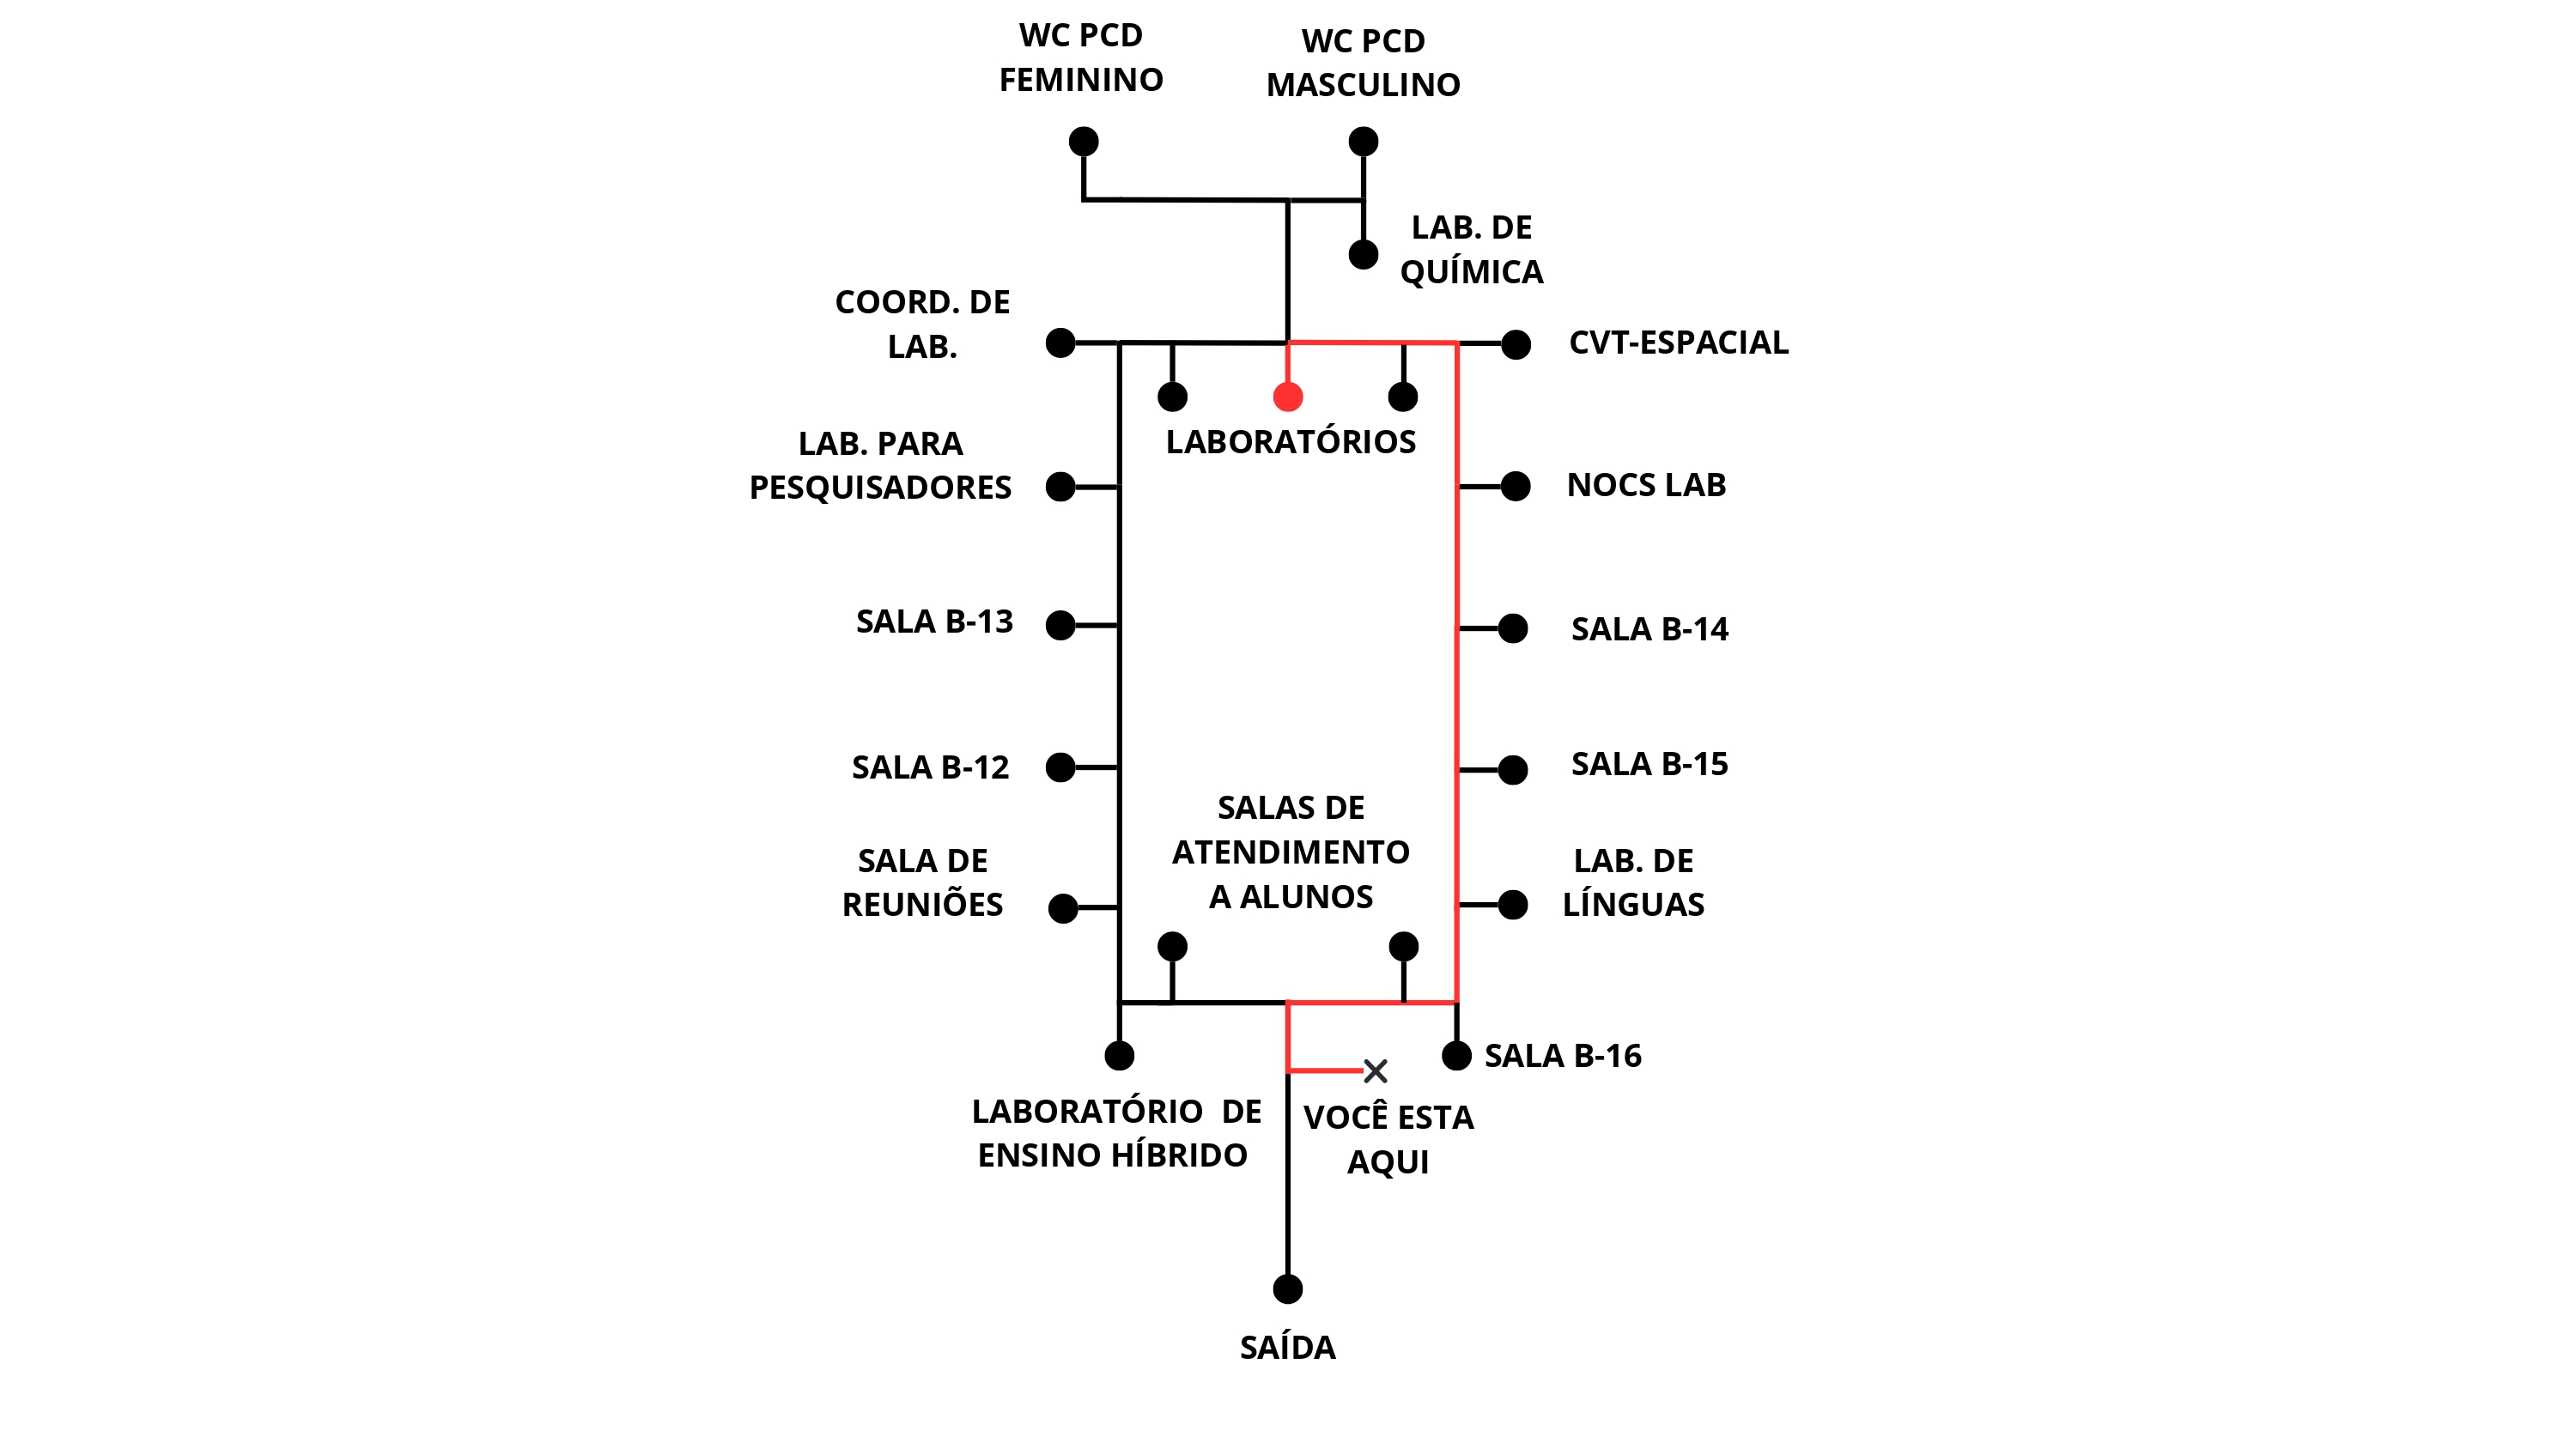 WC PCD
FEMININO
WC PCD
MASCULINO
LAB. DE
QUÍMICA
COORD. DE
LAB.
CVT-ESPACIAL
LABORATÓRIOS
LAB. PARA
PESQUISADORES
NOCS LAB
SALA B-13
SALA B-14
SALA B-12
SALA B-15
SALAS DE
ATENDIMENTO
A ALUNOS
SALA DE
REUNIÕES
LAB. DE
LÍNGUAS
SALA B-16
LABORATÓRIO DE
ENSINO HÍBRIDO
VOCÊ ESTA
AQUI
SAÍDA